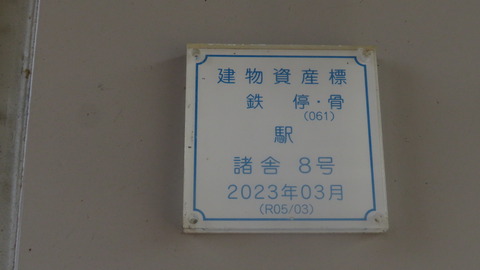 建物資産標
鉄 停・骨
(061)
駅
諸舎 8号
2023年03月
(R05/03)